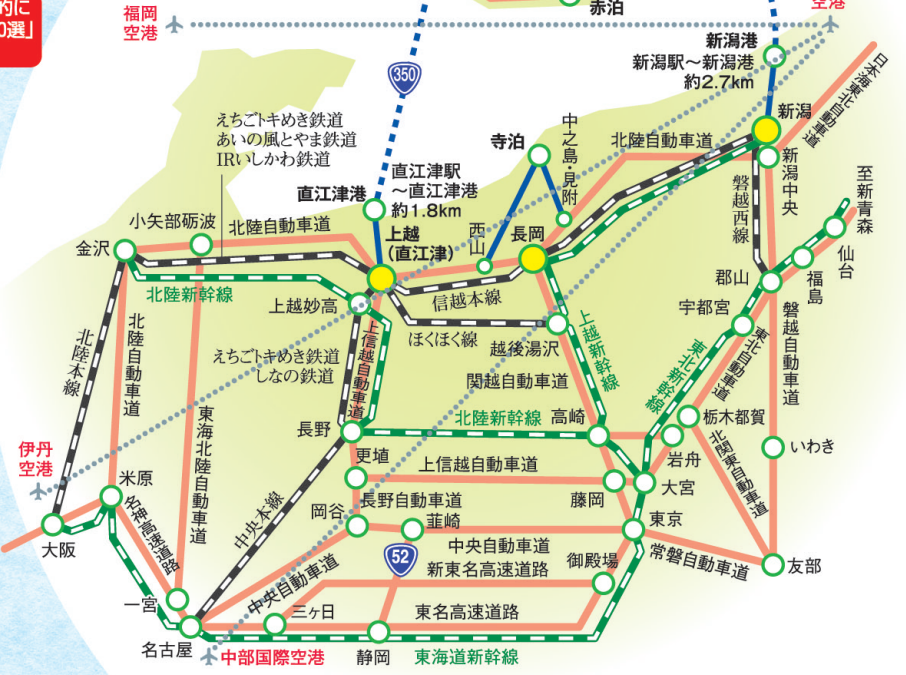 的に
0選」
福岡
空港
赤泊
空港
350
新潟港
新潟駅～新潟港
約2.7km
日本海東北自動車道
新潟
えちごトキめき鉄道
あいの風とやま鉄道
IRいしかわ鉄道
寺泊
中之島・見附
北陸自動車道
新潟中央
磐越西線
至新青森
直江津港
直江津駅
～直江津港
約1.8km
小矢部砺波
北陸自動車道
上越
(直江津)
西山
長岡
金沢
仙台
福島
郡山
北陸新幹線
上越妙高
信越本線
ほくほく線
越後湯沢
上越新幹線
宇都宮
磐越自動車道
北陸本線
北陸自動車道
えちごトキめき鉄道
しなの鉄道
上信越自動車道
関越自動車道
東北新幹線
東北自動車道
東海北陸自動車道
長野
北陸新幹線
高崎
栃木都賀
岩舟
北関東自動車道
いわき
伊丹
空港
更埴
上信越自動車道
藤岡
大宮
米原
名神高速道路
中央本線
長野自動車道
岡谷
韮崎
東京
大阪
中央自動車道
52
新東名高速道路
御殿場
常磐自動車道
友部
中央自動車道
一宮
三ヶ日
東名高速道路
名古屋
中部国際空港
静岡
東海道新幹線